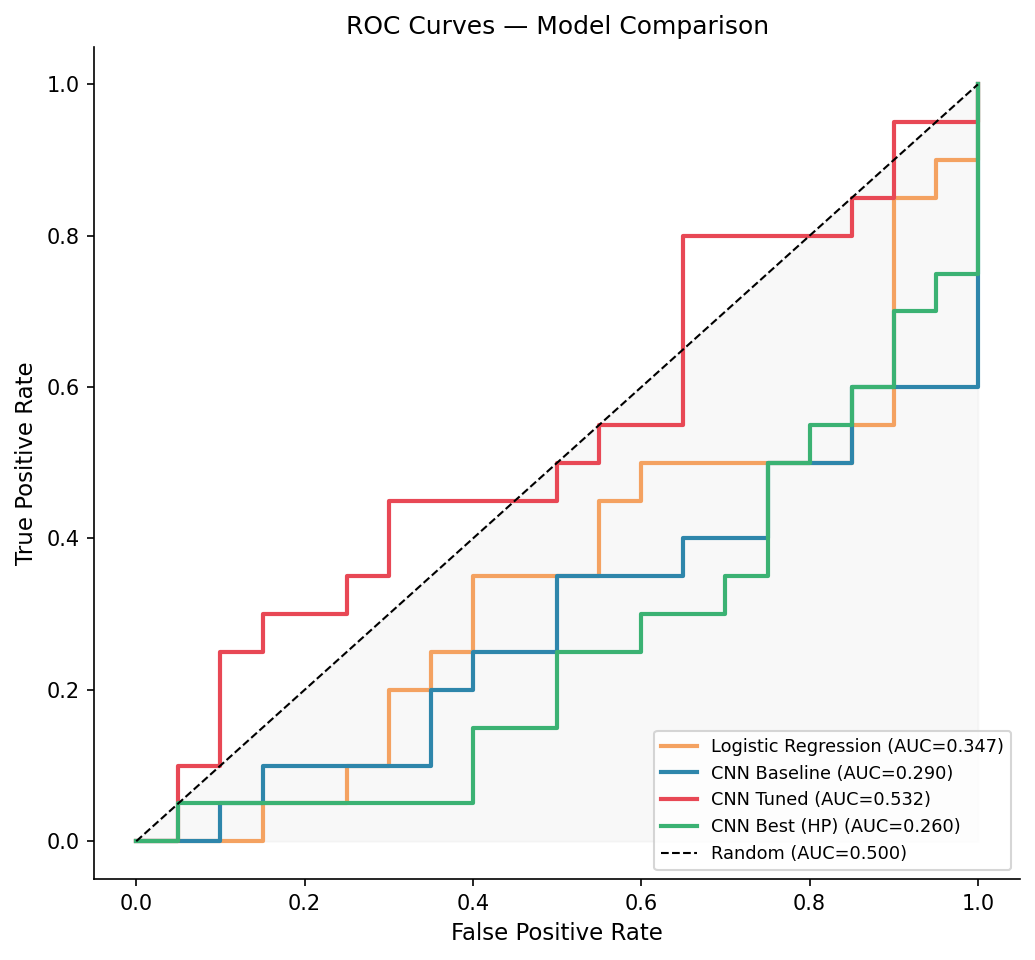 ROC Curves — Model Comparison
1.0
0.8
0.6
0.4
0.2
0.0
True Positive Rate
0.0 0.2 0.4 0.6 0.8 1.0
False Positive Rate
Logistic Regression (AUC=0.347)
CNN Baseline (AUC=0.290)
CNN Tuned (AUC=0.532)
CNN Best (HP) (AUC=0.260)
Random (AUC=0.500)